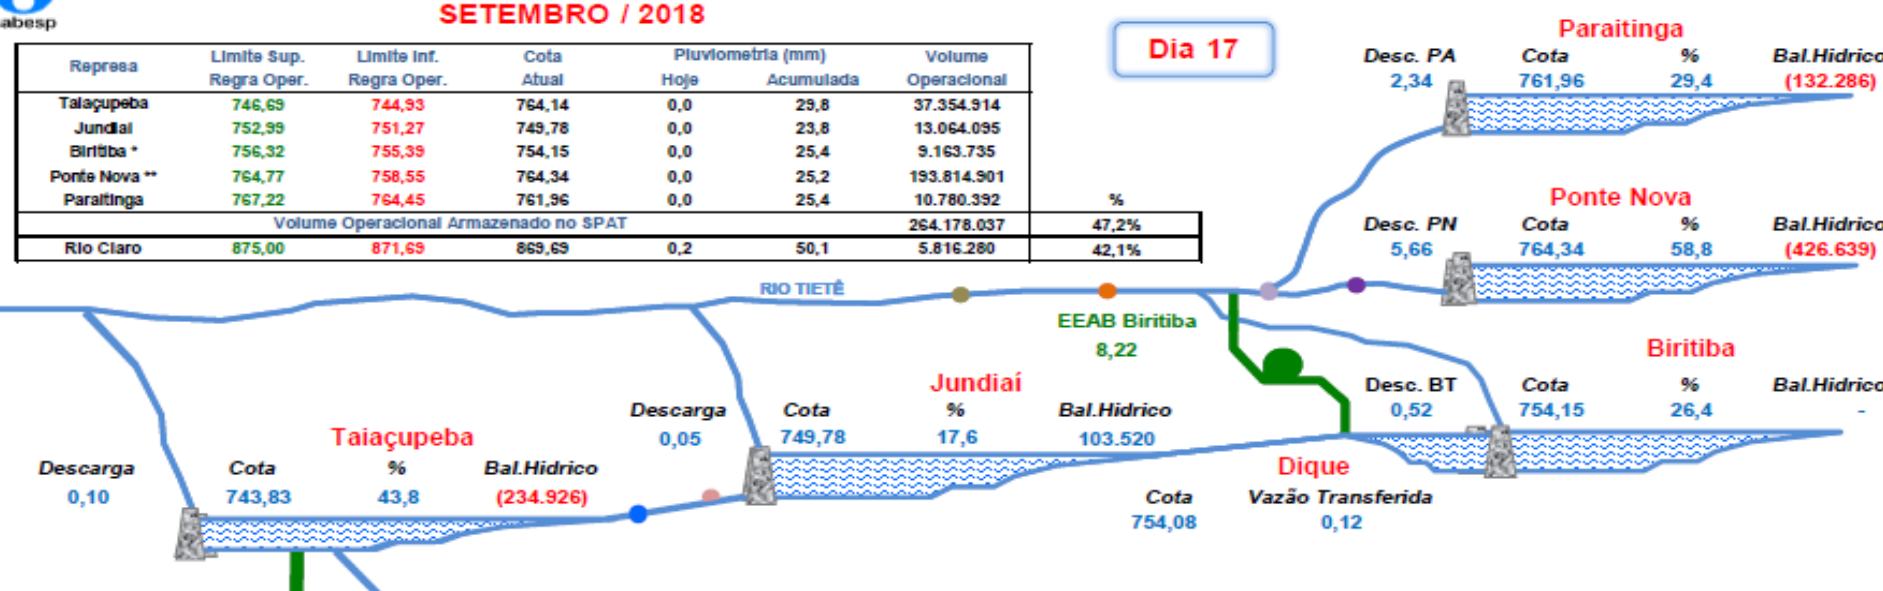 abesp
SETEMBRO / 2018
Dia 17
Represa Limite Sup. Regra Oper. Limite Inf. Regra Oper. Cota Atual Pluviometria (mm) Hoje Acumulada Volume Operacional
Taiaçupeba 746,69 744,93 764,14 0,0 29,8 37.354.914
Jundiaí 752,99 751,27 749,78 0,0 23,8 13.064.095
Biritiba * 756,32 755,39 754,15 0,0 25,4 9.163.735
Ponte Nova ** 764,77 758,55 764,34 0,0 25,2 193.814.901
Paraitinga 767,22 764,45 761,96 0,0 25,4 10.780.392 %
Volume Operacional Armazenado no SPAT 264.178.037 47,2%
Rio Claro 875,00 871,69 869,69 0,2 50,1 5.816.280 42,1%
Paraitinga
Desc. PA Cota % Bal.Hidrico
2,34 761,96 29,4 (132.286)
Ponte Nova
Desc. PN Cota % Bal.Hidrico
5,66 764,34 58,8 (426.639)
RIO TIETÊ
EEAB Biritiba
8,22
Biritiba
Desc. BT Cota % Bal.Hidrico
0,52 754,15 26,4 -
Jundiaí
Descarga Cota % Bal.Hidrico
0,05 749,78 17,6 103.520
Taiaçupeba
Descarga Cota % Bal.Hidrico
0,10 743,83 43,8 (234.926)
Dique
Cota Vazão Transferida
754,08 0,12